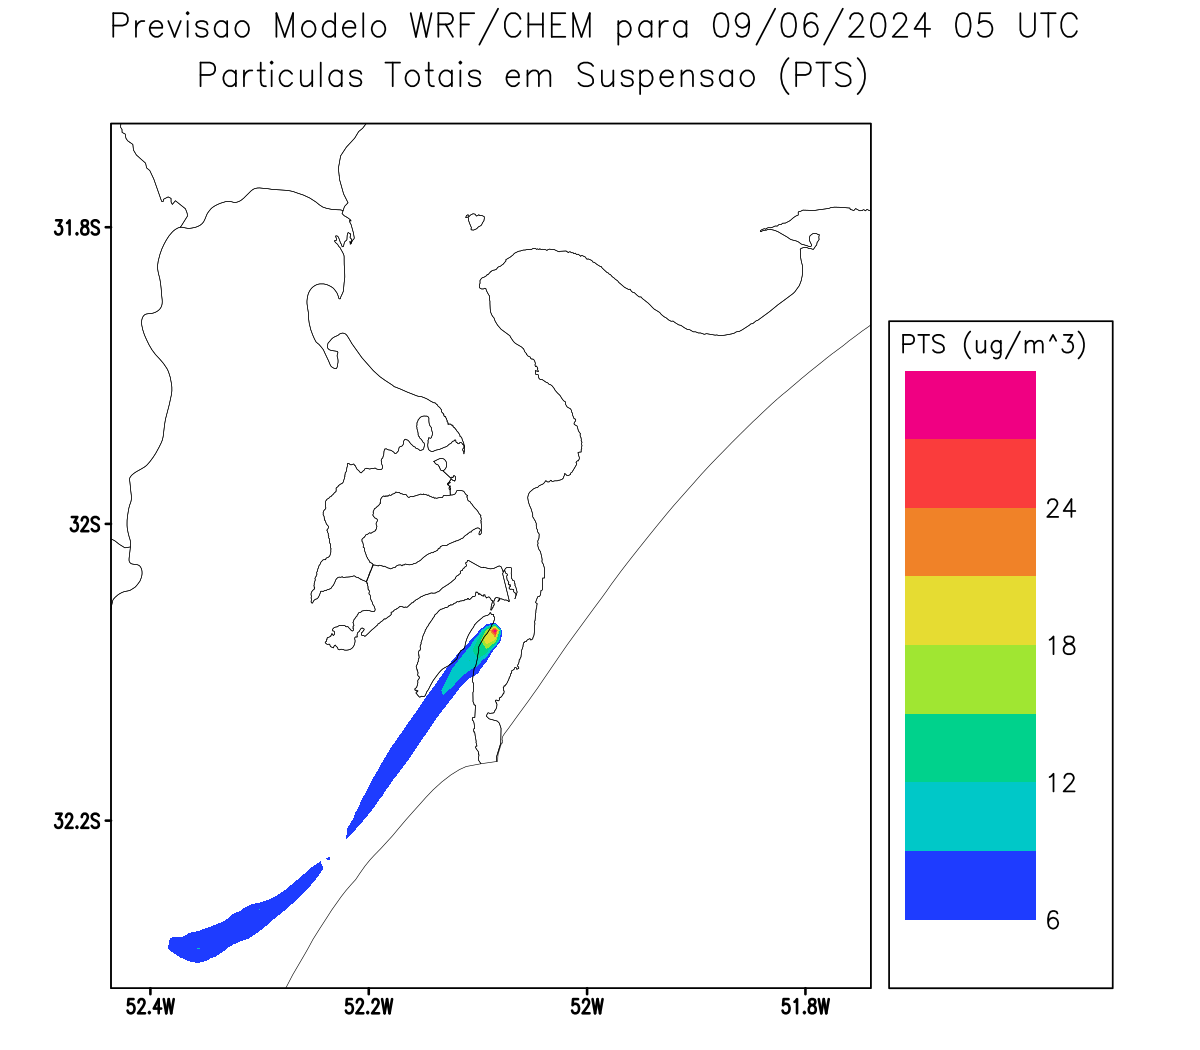 Previsao Modelo WRF/CHEM para 09/06/2024 05 UTC
Particulas Totais em Suspensao (PTS)
31.8S
32S
32.2S
52.4W 52.2W 52W 51.8W
PTS (ug/m^3)
24
18
12
6